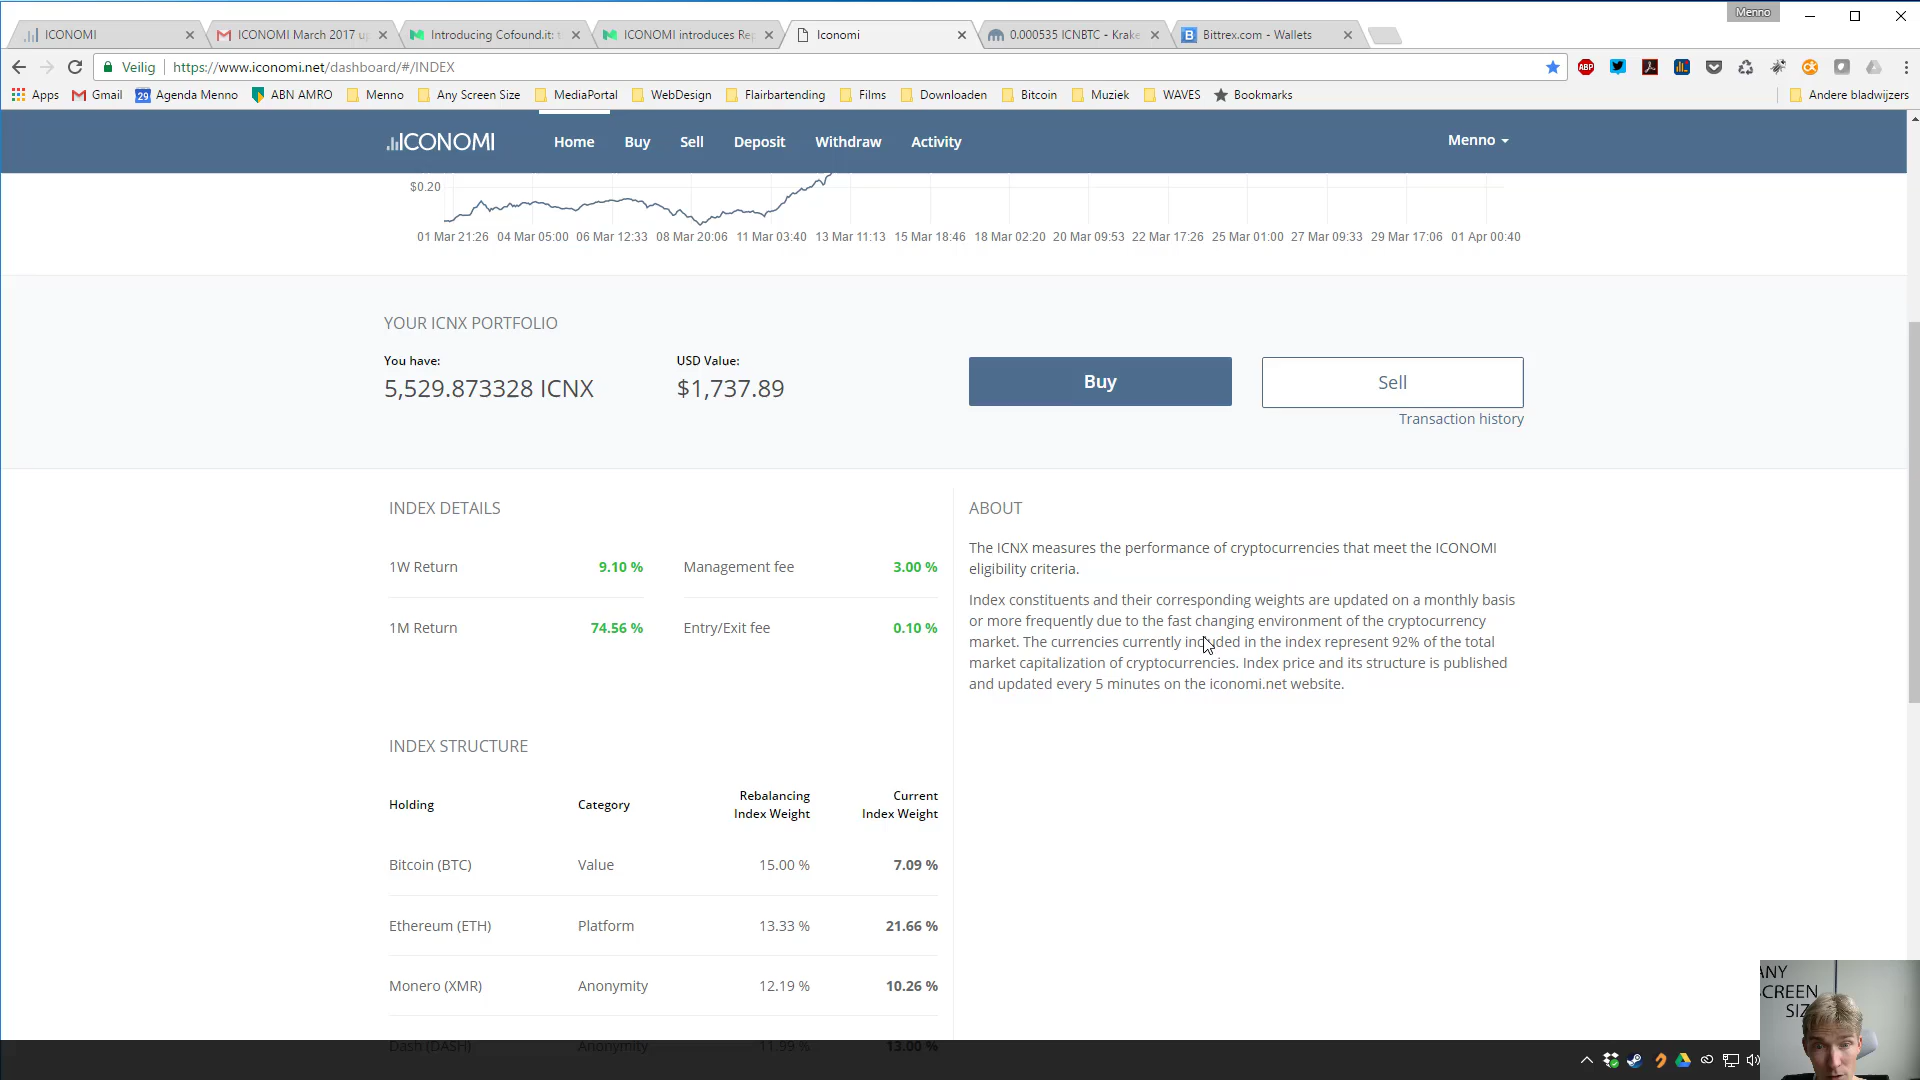 Menno
ICONOMI
ICONOMI March 2017 u
Introducing Cofound.it:
ICONOMI introduces Re
Iconomi
0.000535 ICNBTC - Krake
Bittrex.com - Wallets
Veilig
https://www.iconomi.net/dashboard/#/INDEX
ABP
Apps
Gmail
29
Agenda Menno
ABN AMRO
Menno
Any Screen Size
MediaPortal
WebDesign
Flairbartending
Films
Downloaden
Bitcoin
Muziek
WAVES
Bookmarks
Andere bladwijzers
ICONOMI
Home
Buy
Sell
Deposit
Withdraw
Activity
Menno
$0.20
01 Mar 21:26 04 Mar 05:00 06 Mar 12:33 08 Mar 20:06 11 Mar 03:40 13 Mar 11:13 15 Mar 18:46 18 Mar 02:20 20 Mar 09:53 22 Mar 17:26 25 Mar 01:00 27 Mar 09:33 29 Mar 17:06 01 Apr 00:40
YOUR ICNX PORTFOLIO
You have:
5,529.873328 ICNX
USD Value:
$1,737.89
Buy
Sell
Transaction history
INDEX DETAILS
1W Return 9.10 %
Management fee 3.00 %
1M Return 74.56 %
Entry/Exit fee 0.10 %
ABOUT
The ICNX measures the performance of cryptocurrencies that meet the ICONOMI
eligibility criteria.
Index constituents and their corresponding weights are updated on a monthly basis
or more frequently due to the fast changing environment of the cryptocurrency
market. The currencies currently included in the index represent 92% of the total
market capitalization of cryptocurrencies. Index price and its structure is published
and updated every 5 minutes on the iconomi.net website.
INDEX STRUCTURE
Holding
Category
Rebalancing
Index Weight
Current
Index Weight
Bitcoin (BTC) Value 15.00 % 7.09 %
Ethereum (ETH) Platform 13.33 % 21.66 %
Monero (XMR) Anonymity 12.19 % 10.26 %
Dash (DASH) Anonymity 11.99 % 13.00 %
ANY
SCREEN
SIZ